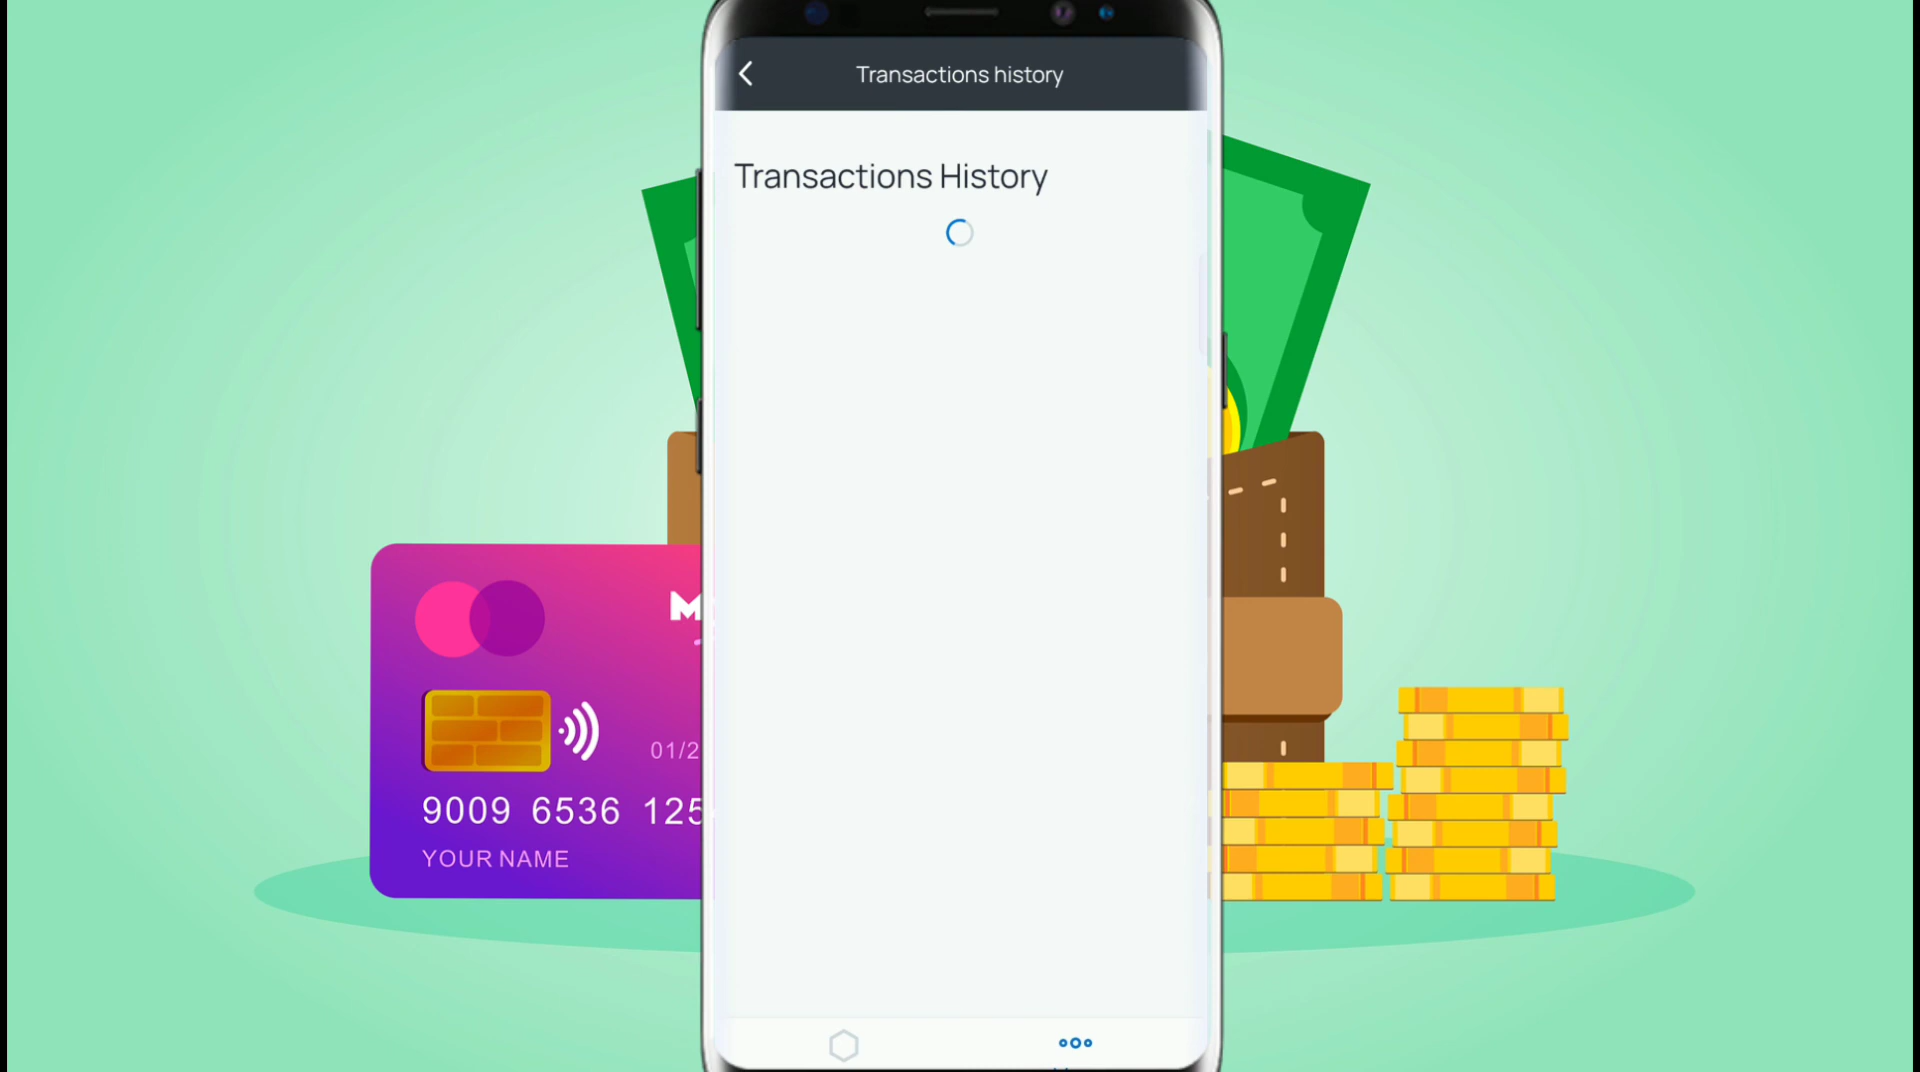 Transactions history
Transactions History
M
01/2
9009 6536 125
YOUR NAME